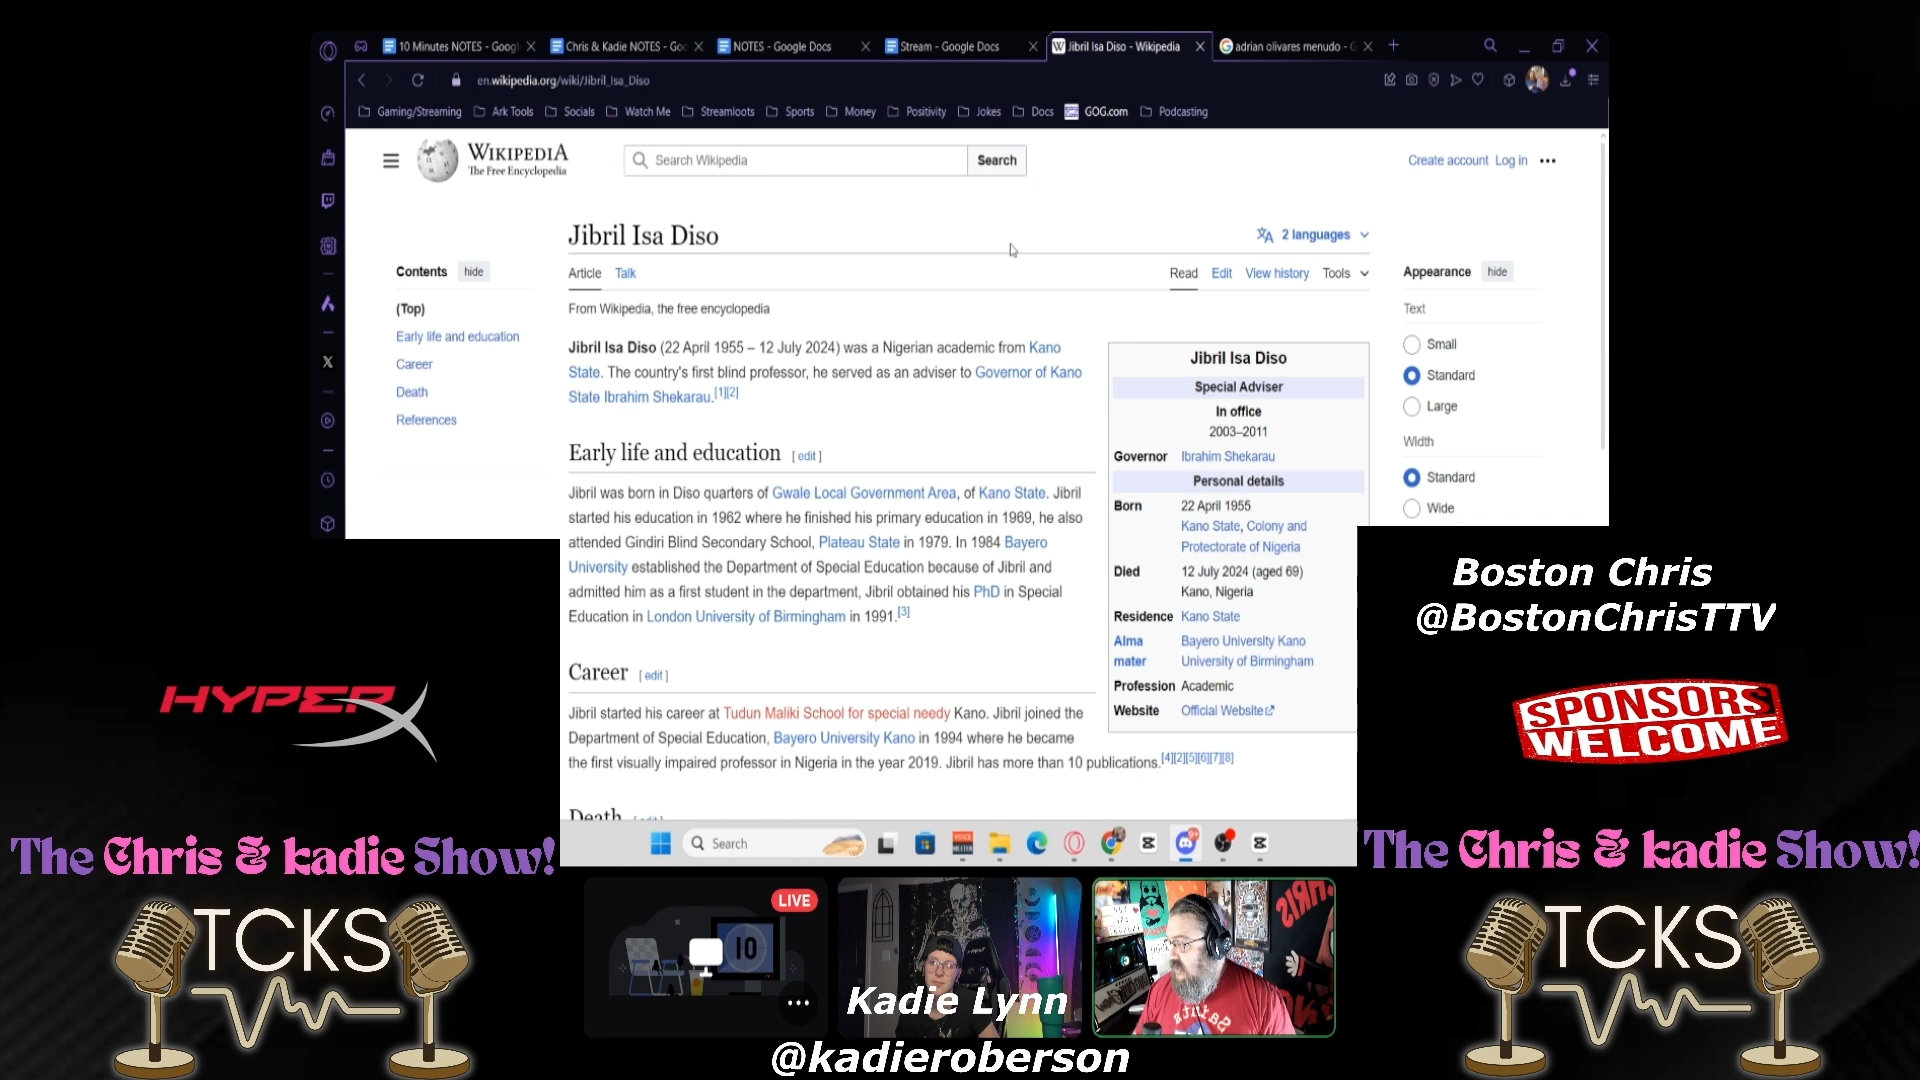 10 Minutes NOTES - Googl
Chris & Kadie NOTES - Goo
NOTES - Google Docs
Stream - Google Docs
Jibril Isa Diso - Wikipedia
adrian olivares menudo - G
en.wikipedia.org/wiki/Jibril_Isa_Diso
Gaming/Streaming
Ark Tools
Socials
Watch Me
Streamloots
Sports
Money
Positivity
Jokes
Docs
GOG.com
Podcasting
WIKIPEDIA
The Free Encyclopedia
Search Wikipedia
Search
Create account Log in
Jibril Isa Diso
2 languages
Contents hide
(Top)
Early life and education
Career
Death
References
Article Talk
Read Edit View history Tools
From Wikipedia, the free encyclopedia
Jibril Isa Diso (22 April 1955 – 12 July 2024) was a Nigerian academic from Kano
State. The country's first blind professor, he served as an adviser to Governor of Kano
State Ibrahim Shekarau.[1][2]
Early life and education [ edit ]
Jibril was born in Diso quarters of Gwale Local Government Area, of Kano State. Jibril
started his education in 1962 where he finished his primary education in 1969, he also
attended Gindiri Blind Secondary School, Plateau State in 1979. In 1984 Bayero
University established the Department of Special Education because of Jibril and
admitted him as a first student in the department, Jibril obtained his PhD in Special
Education in London University of Birmingham in 1991.[3]
Career [ edit ]
Jibril started his career at Tudun Maliki School for special needy Kano. Jibril joined the
Department of Special Education, Bayero University Kano in 1994 where he became
the first visually impaired professor in Nigeria in the year 2019. Jibril has more than 10 publications.[4][2][5][6][7][8]
Death [ edit ]
Jibril Isa Diso
Special Adviser
In office
2003–2011
Governor Ibrahim Shekarau
Personal details
Born 22 April 1955
Kano State, Colony and
Protectorate of Nigeria
Died 12 July 2024 (aged 69)
Kano, Nigeria
Residence Kano State
Alma Bayero University Kano
mater University of Birmingham
Profession Academic
Website Official Website
Appearance hide
Text
Small
Standard
Large
Width
Standard
Wide
Boston Chris
@BostonChrisTTV
HYPERX
SPONSORS
WELCOME
Search
The Chris & kadie Show!
The Chris & kadie Show!
TCKS
TCKS
LIVE
10
Kadie Lynn
@kadieroberson